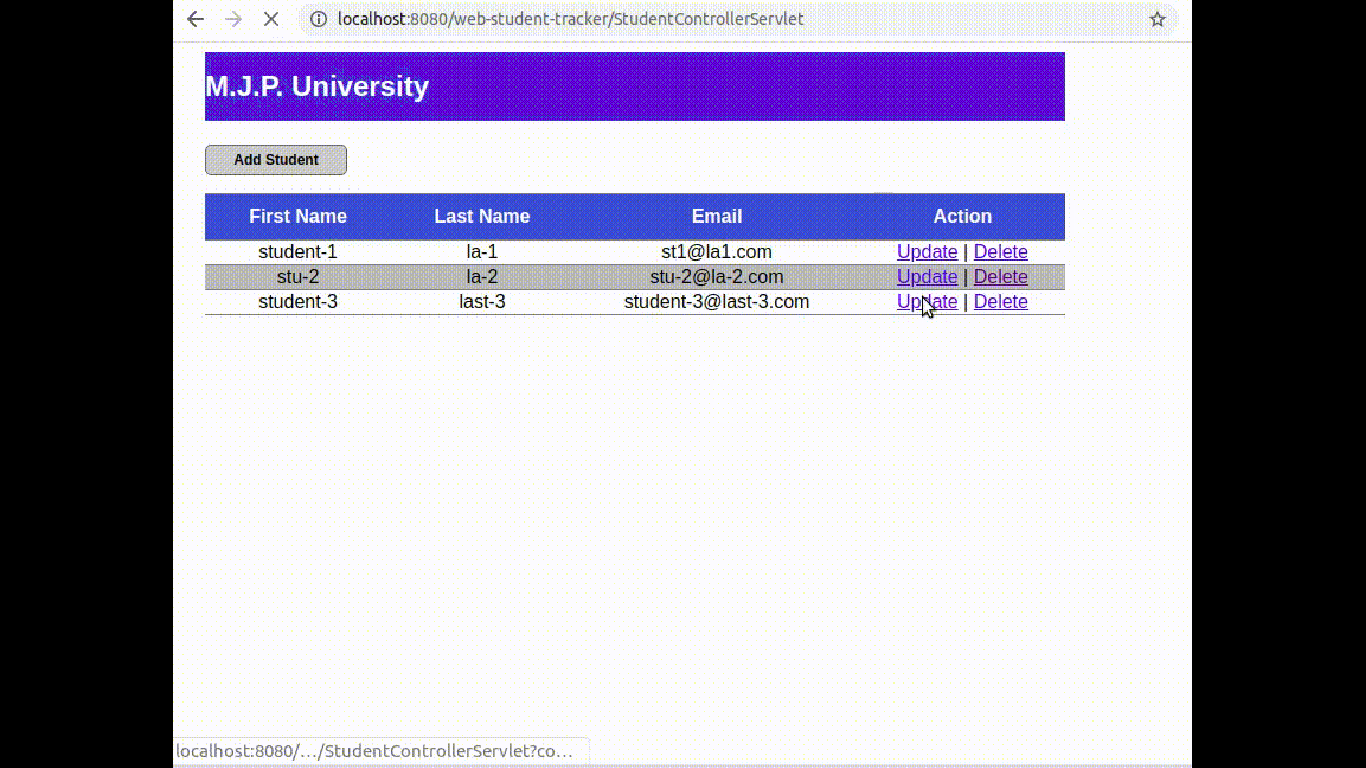 localhost:8080/web-student-tracker/StudentControllerServlet
M.J.P. University
Add Student
First Name Last Name Email Action
student-1 la-1 st1@la1.com Update | Delete
stu-2 la-2 stu-2@la-2.com Update | Delete
student-3 last-3 student-3@last-3.com Update | Delete
localhost:8080/.../StudentControllerServlet?co...